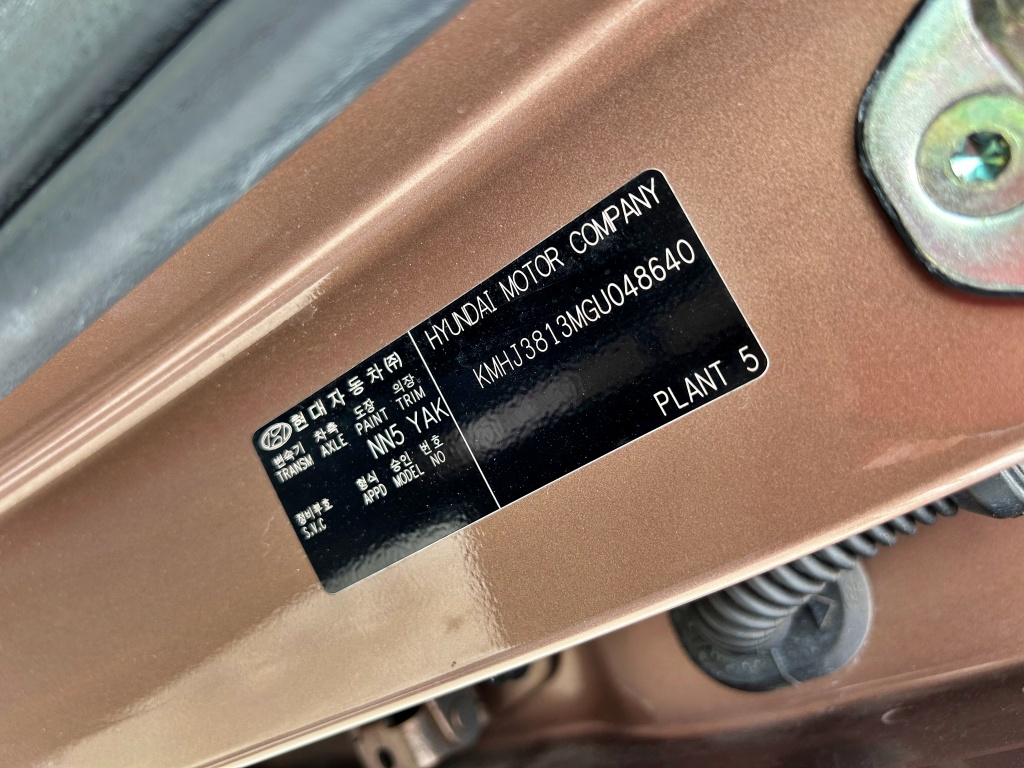 현대자동차㈜
변속기 차축 도장 의장
TRANSM AXLE PAINT TRIM
NN5 YAK
형식 승인 번호
APPD MODEL NO
정비부호
S.V.C
HYUNDAI MOTOR COMPANY
KMHJ3813MGU048640
PLANT 5